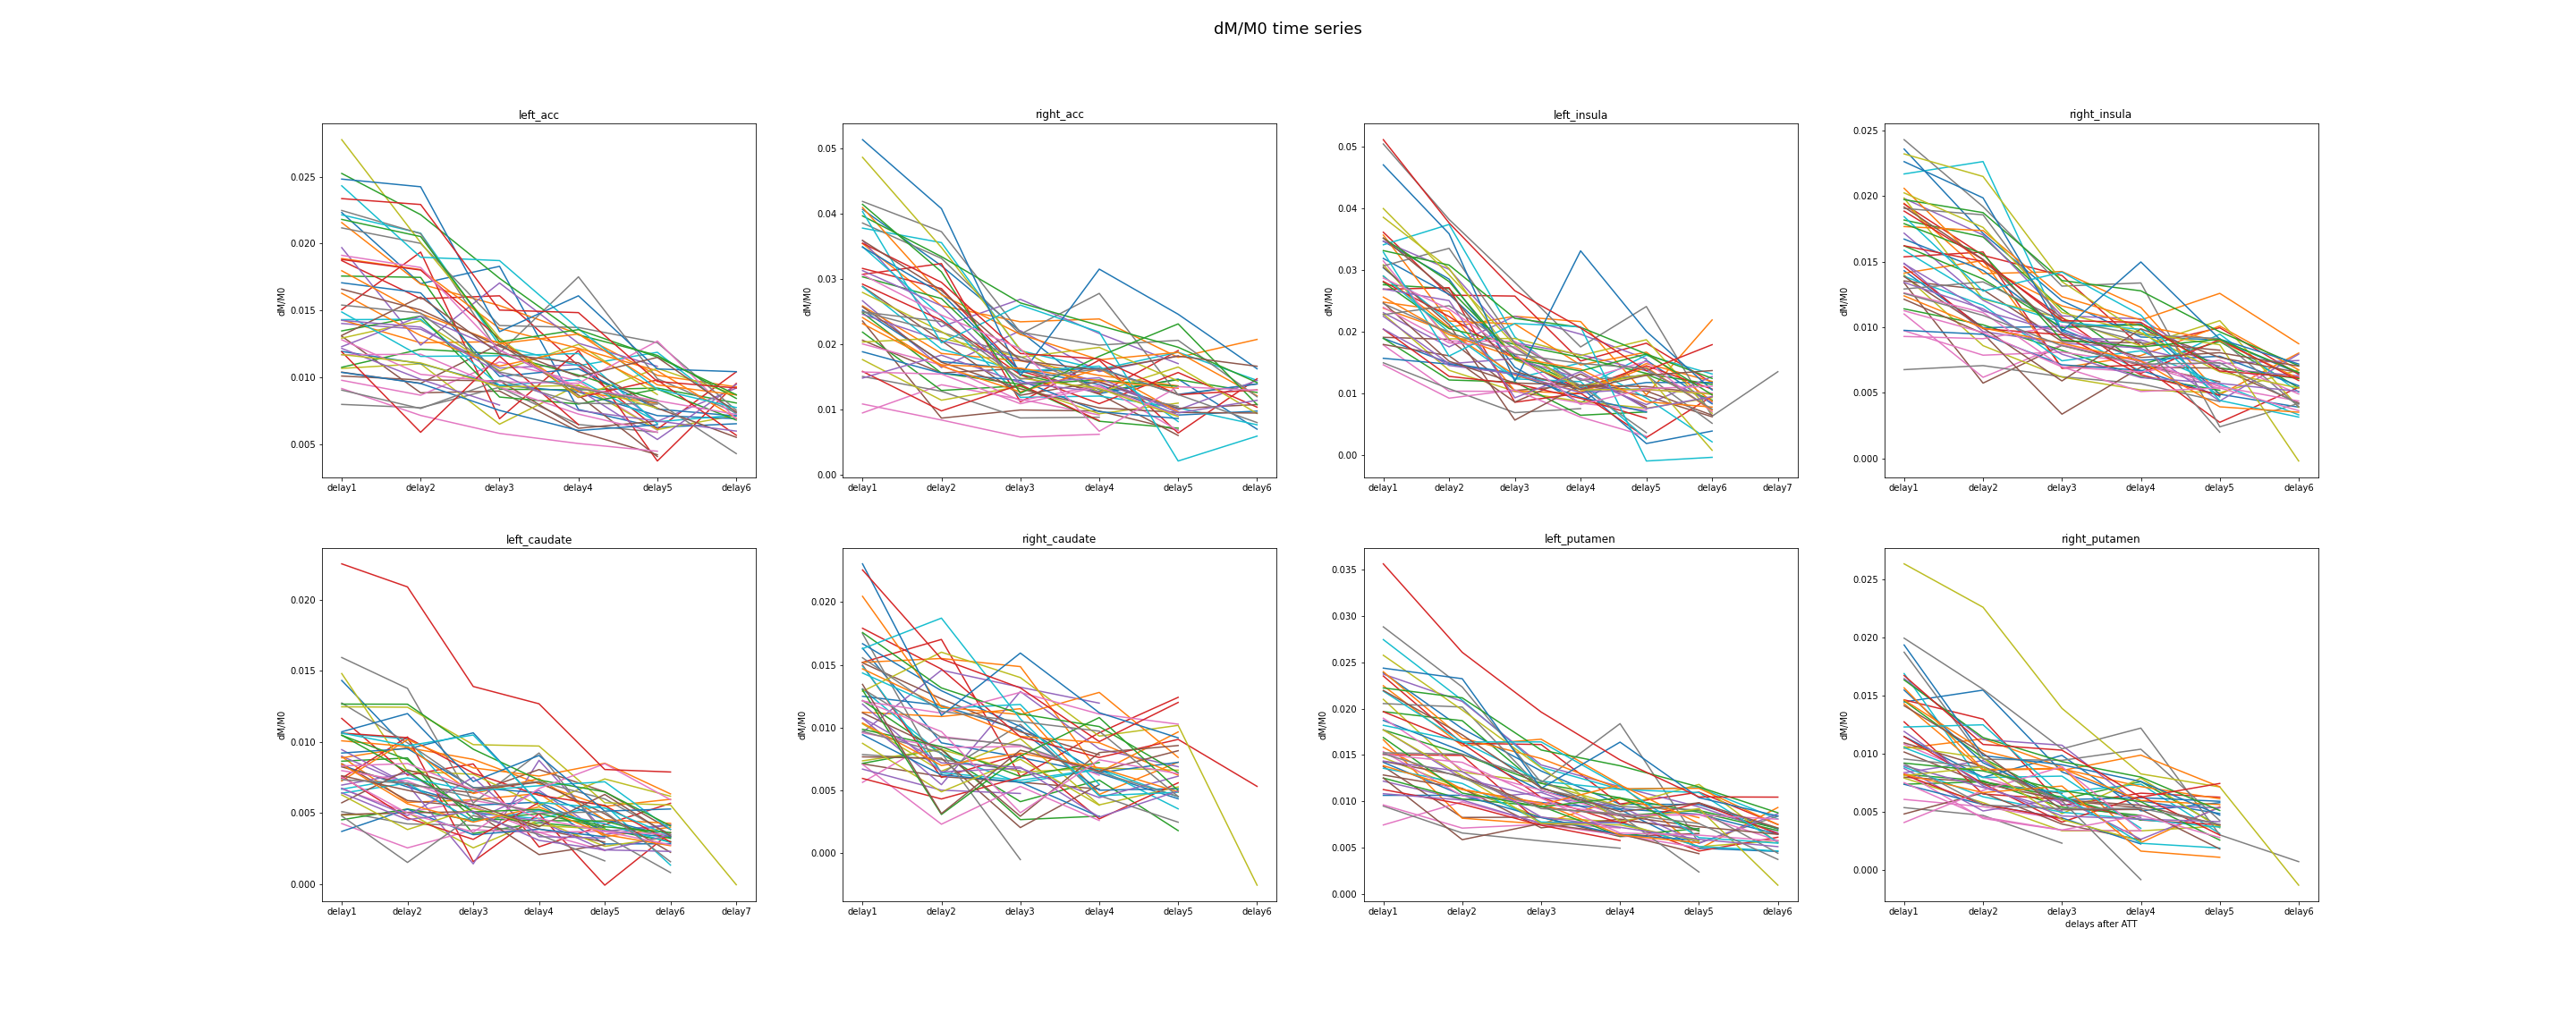 dM/M0 time series
left_acc
right_acc
left_insula
right_insula
dM/M0
0.025
0.020
0.015
0.010
0.005
delay1 delay2 delay3 delay4 delay5 delay6
dM/M0
0.05
0.04
0.03
0.02
0.01
0.00
delay1 delay2 delay3 delay4 delay5 delay6
dM/M0
0.05
0.04
0.03
0.02
0.01
0.00
delay1 delay2 delay3 delay4 delay5 delay6 delay7
dM/M0
0.025
0.020
0.015
0.010
0.005
0.000
delay1 delay2 delay3 delay4 delay5 delay6
left_caudate
right_caudate
left_putamen
right_putamen
dM/M0
0.020
0.015
0.010
0.005
0.000
delay1 delay2 delay3 delay4 delay5 delay6 delay7
dM/M0
0.020
0.015
0.010
0.005
0.000
delay1 delay2 delay3 delay4 delay5 delay6
dM/M0
0.035
0.030
0.025
0.020
0.015
0.010
0.005
0.000
delay1 delay2 delay3 delay4 delay5 delay6
dM/M0
0.025
0.020
0.015
0.010
0.005
0.000
delay1 delay2 delay3 delay4 delay5 delay6
delays after ATT